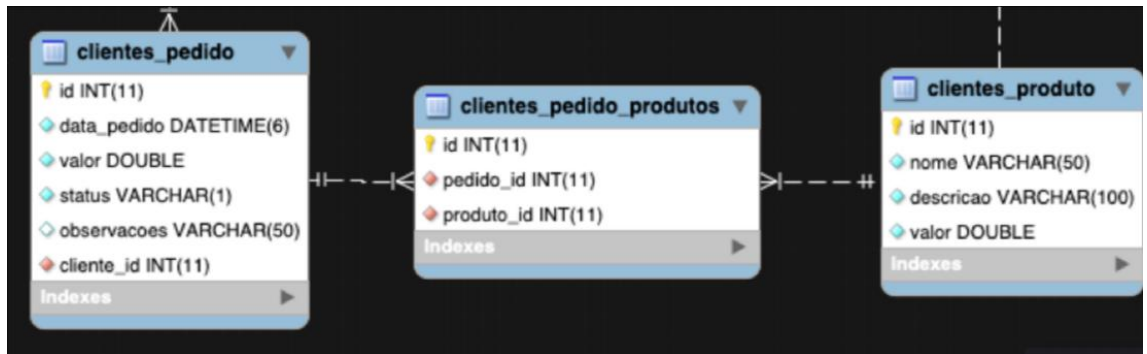 clientes_pedido
id INT(11)
data_pedido DATETIME(6)
valor DOUBLE
status VARCHAR(1)
observacoes VARCHAR(50)
cliente_id INT(11)
Indexes
clientes_pedido_produtos
id INT(11)
pedido_id INT(11)
produto_id INT(11)
Indexes
clientes_produto
id INT(11)
nome VARCHAR(50)
descricao VARCHAR(100)
valor DOUBLE
Indexes